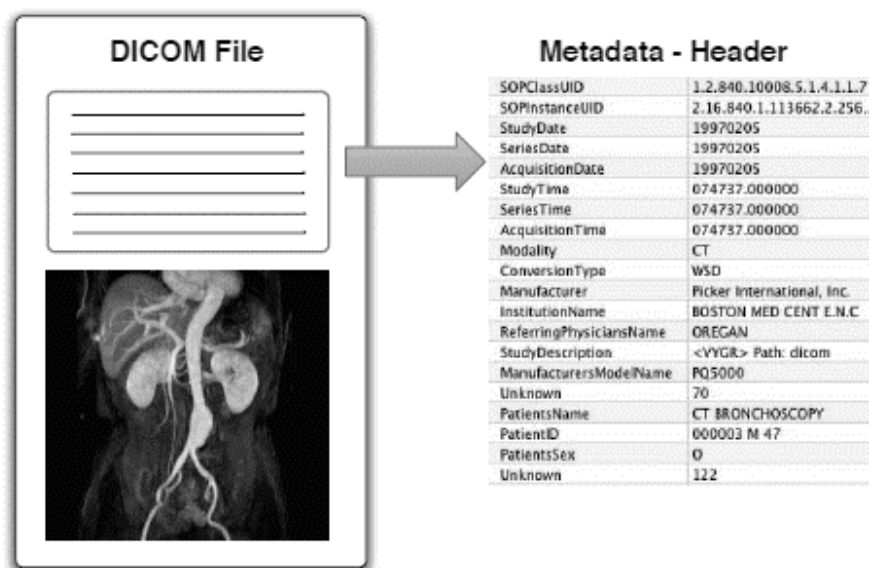 DICOM File
Metadata - Header
SOPClassUID 1.2.840.10008.5.1.4.1.1.7
SOPInstanceUID 2.16.840.1.113662.2.256..
StudyDate 19970205
SeriesDate 19970205
AcquisitionDate 19970205
StudyTime 074737.000000
SeriesTime 074737.000000
AcquisitionTime 074737.000000
Modality CT
ConversionType WSD
Manufacturer Picker International, Inc.
InstitutionName BOSTON MED CENT E.N.C
ReferringPhysiciansName OREGAN
StudyDescription <VYGR> Path: dicom
ManufacturersModelName PQ5000
Unknown 70
PatientsName CT BRONCHOSCOPY
PatientID 000003 M 47
PatientsSex O
Unknown 122